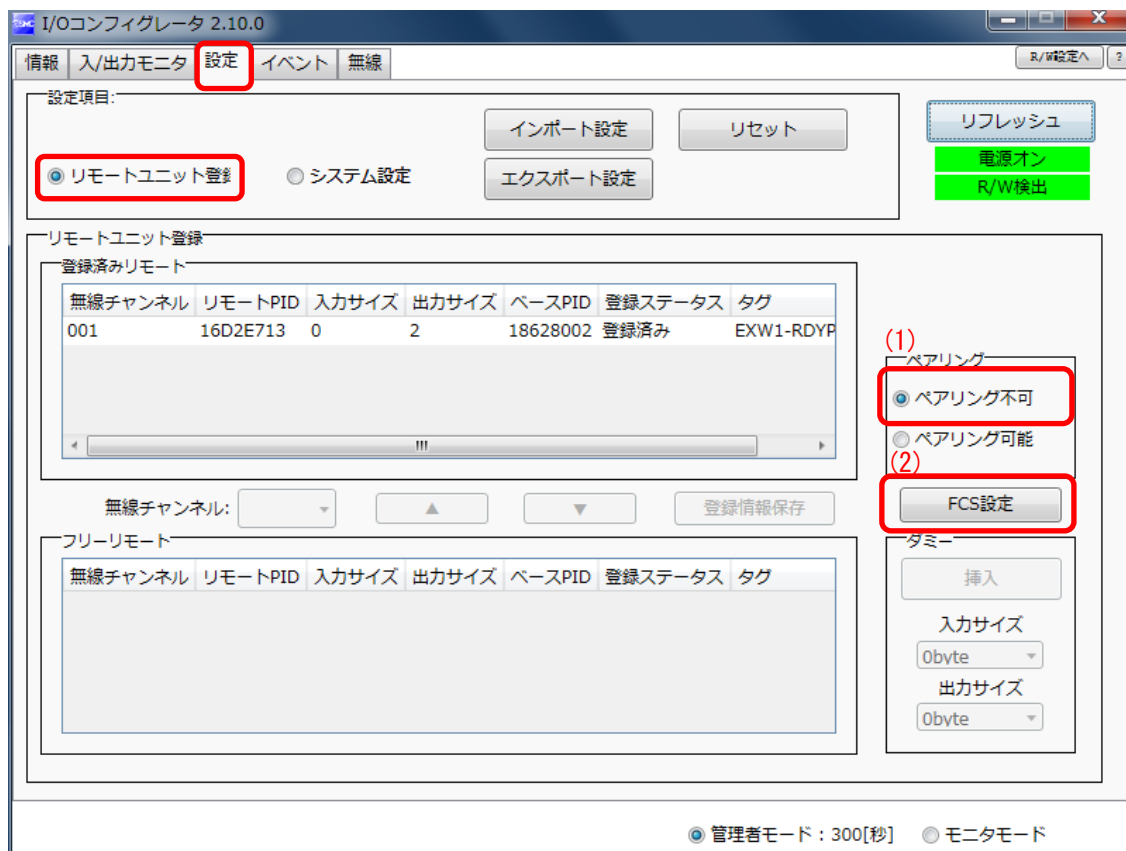 I/Oコンフィグレータ 2.10.0
情報 入/出力モニタ 設定 イベント 無線 R/W設定へ ?
設定項目:
インポート設定 リセット リフレッシュ
電源オン
リモートユニット登録 システム設定 エクスポート設定
R/W検出
リモートユニット登録
登録済みリモート
無線チャンネル リモートPID 入力サイズ 出力サイズ ベースPID 登録ステータス タグ
001 16D2E713 0 2 18628002 登録済み EXW1-RDYP
(1)
ペアリング
ペアリング不可
ペアリング可能
(2)
無線チャンネル: ▲ ▼ 登録情報保存 FCS設定
フリーリモート ダミー
無線チャンネル リモートPID 入力サイズ 出力サイズ ベースPID 登録ステータス タグ 挿入
入力サイズ
0byte
出力サイズ
0byte
管理者モード : 300[秒] モニタモード